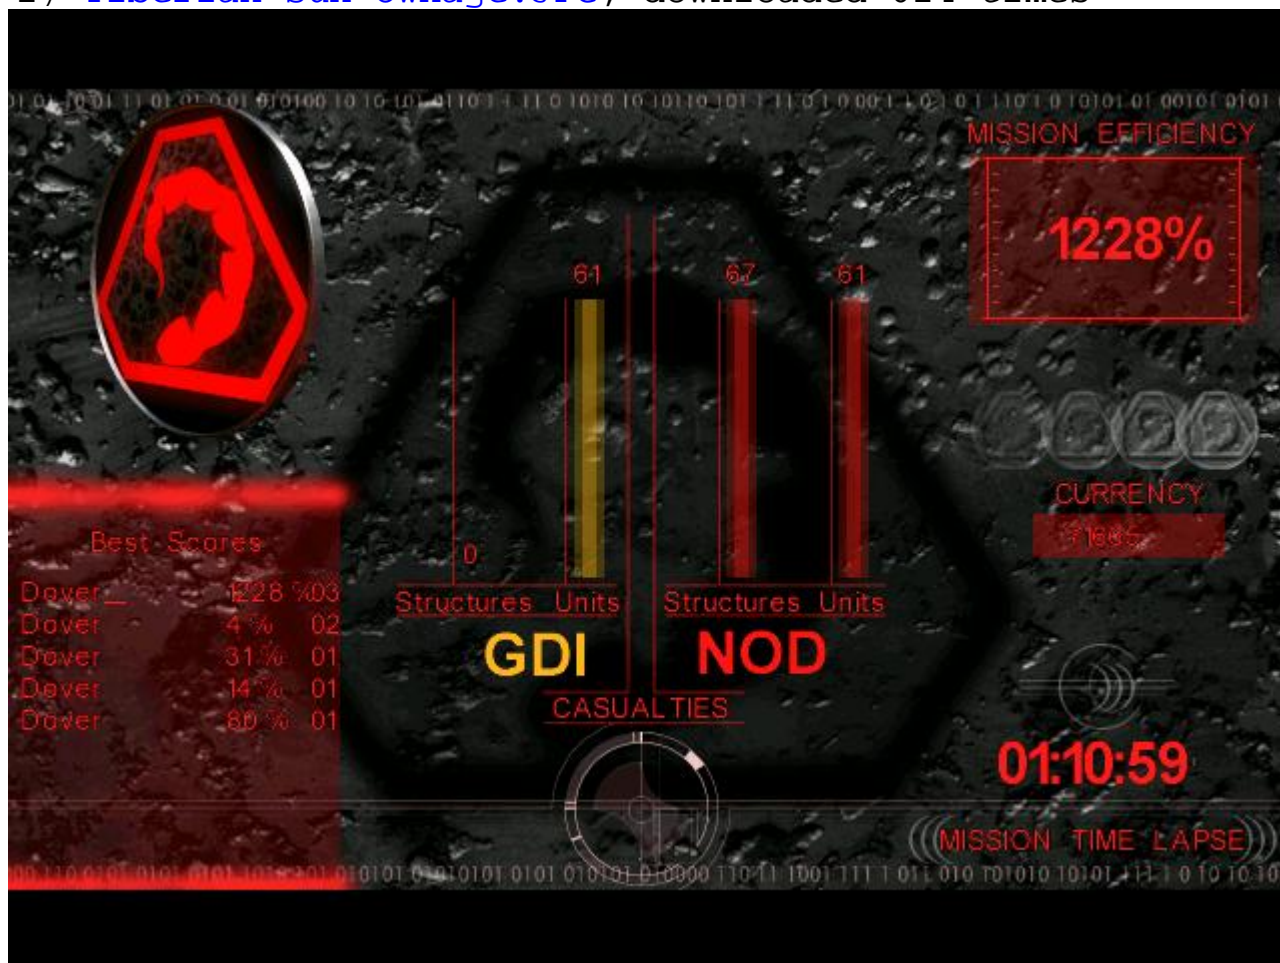 MISSION EFFICIENCY
1228%
61
67
61
CURRENCY
Best Scores
0
Dover_ 1228 %03
Dover 4 % 02
Dover 31 % 01
Dover 14 % 01
Dover 01
Structures Units
Structures Units
GDI
NOD
CASUALTIES
01:10:59
MISSION TIME LAPSE